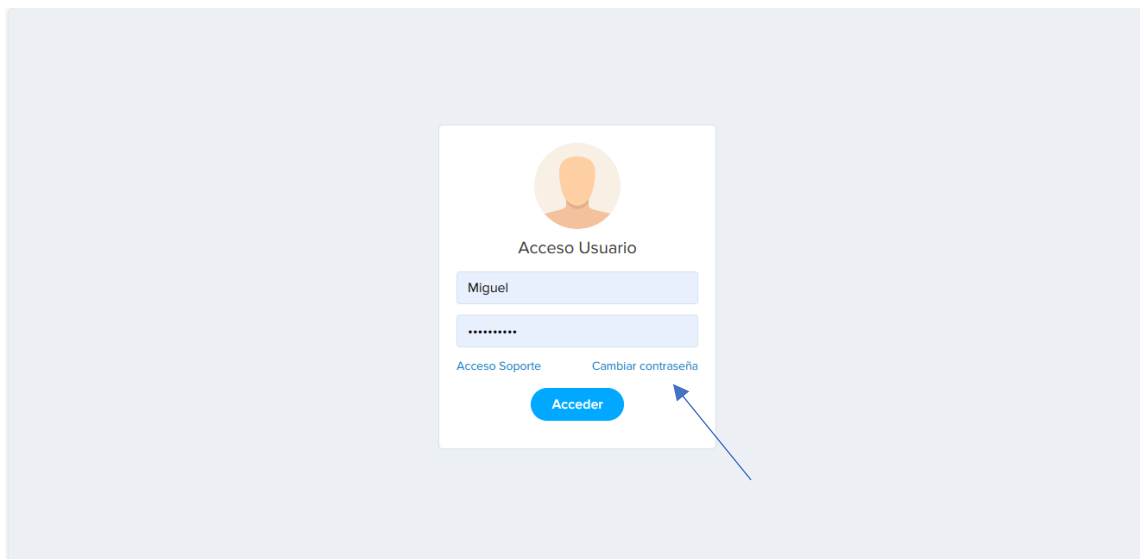 Acceso Usuario
Miguel
••••••••••
Acceso Soporte Cambiar contraseña
Acceder